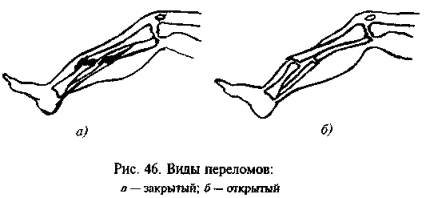 а) б)
Рис. 46. Виды переломов:
а — закрытый; б — открытый